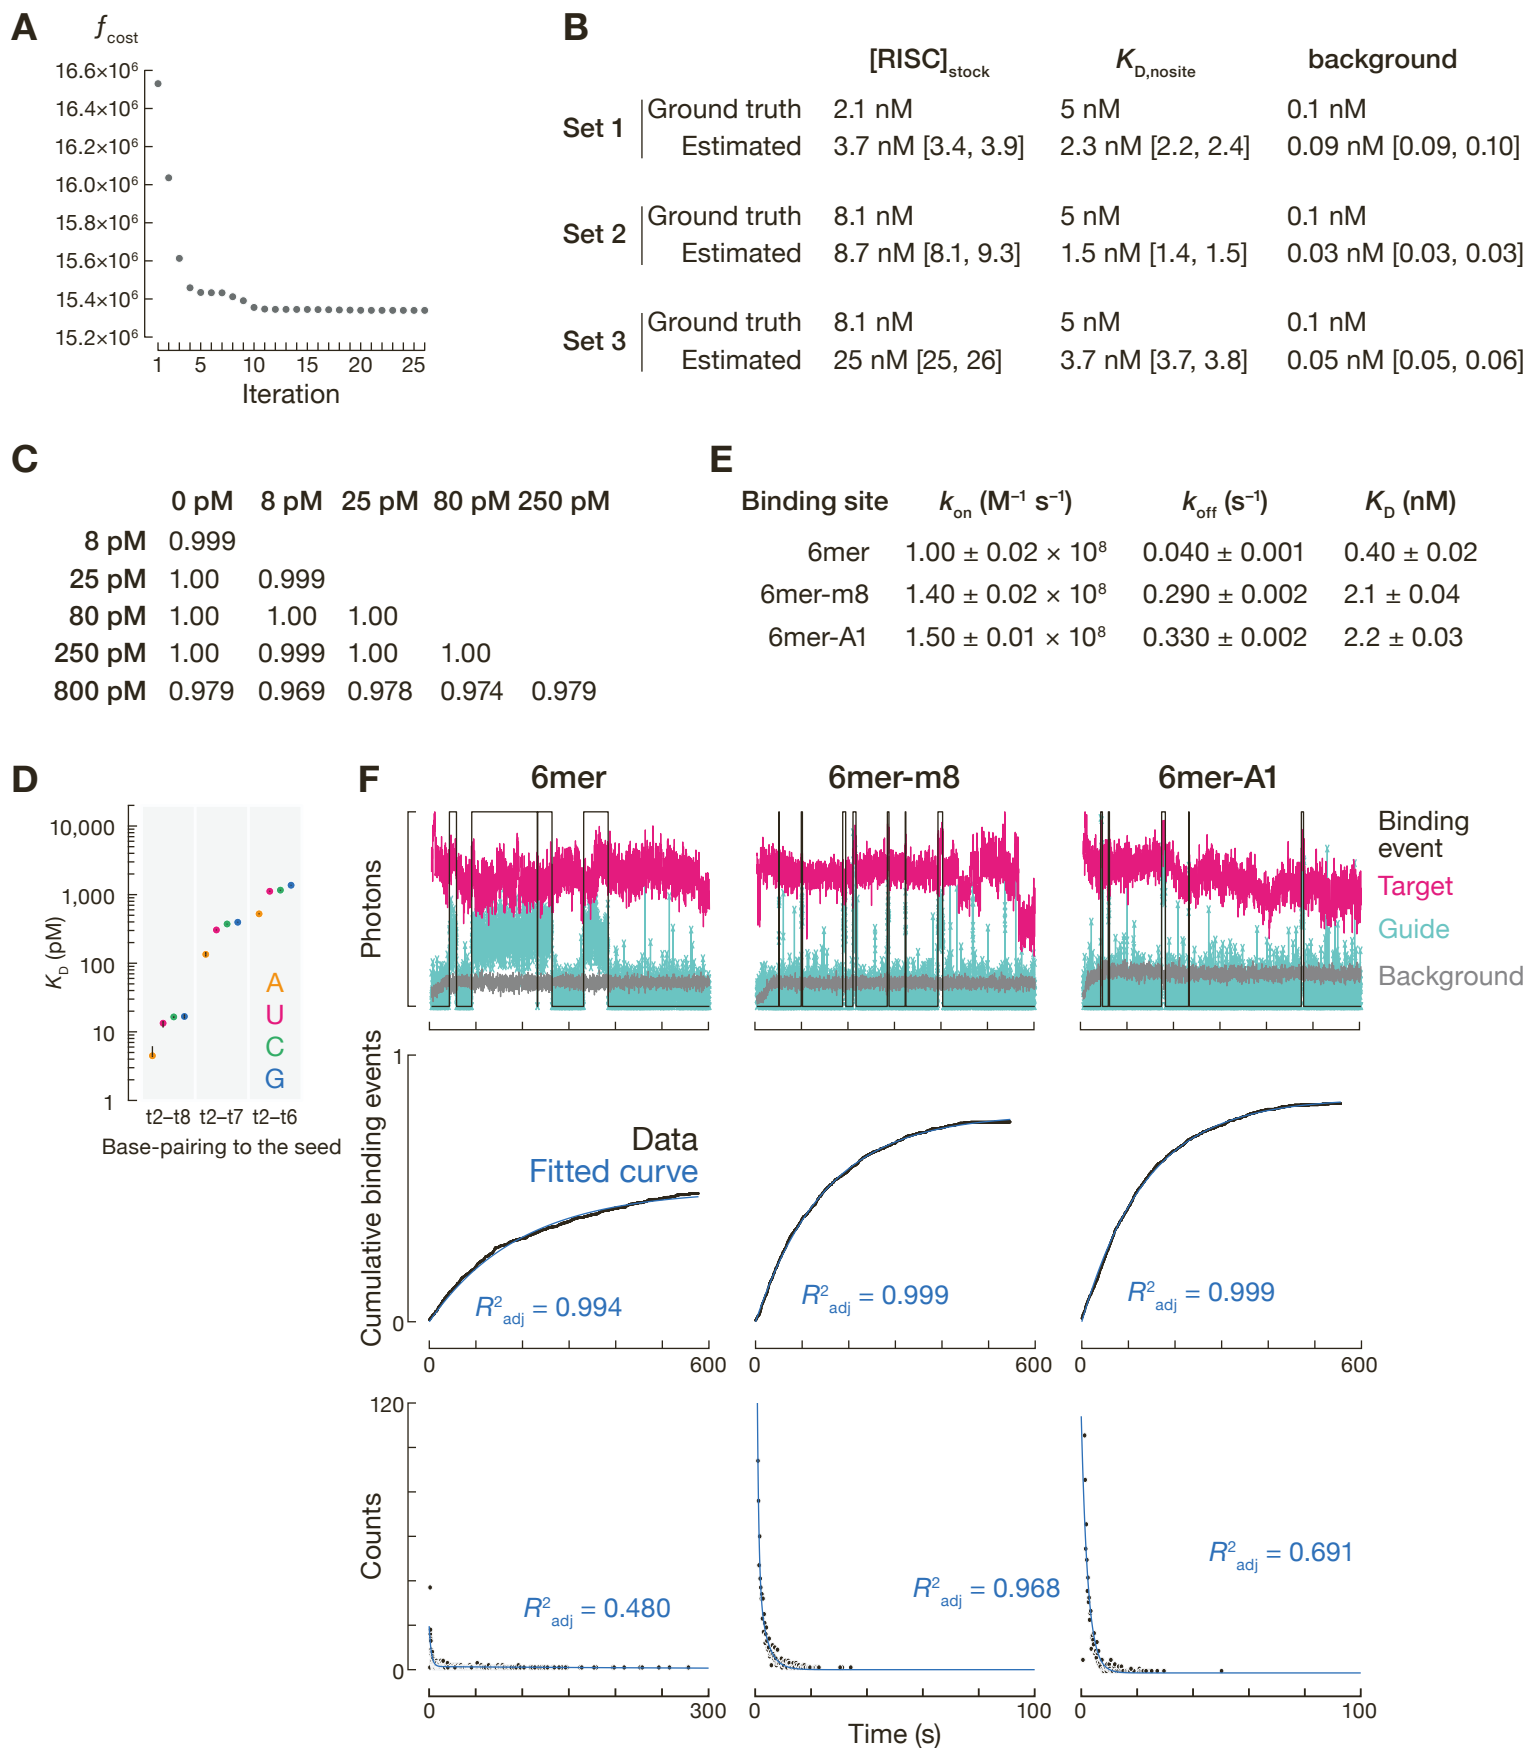 A
f cost
16.6×10⁶
16.4×10⁶
16.2×10⁶
16.0×10⁶
15.8×10⁶
15.6×10⁶
15.4×10⁶
15.2×10⁶
1 5 10 15 20 25
Iteration
B
[RISC]stock K D,nosite background
Set 1
Ground truth 2.1 nM 5 nM 0.1 nM
Estimated 3.7 nM [3.4, 3.9] 2.3 nM [2.2, 2.4] 0.09 nM [0.09, 0.10]
Set 2
Ground truth 8.1 nM 5 nM 0.1 nM
Estimated 8.7 nM [8.1, 9.3] 1.5 nM [1.4, 1.5] 0.03 nM [0.03, 0.03]
Set 3
Ground truth 8.1 nM 5 nM 0.1 nM
Estimated 25 nM [25, 26] 3.7 nM [3.7, 3.8] 0.05 nM [0.05, 0.06]
C
0 pM 8 pM 25 pM 80 pM 250 pM
8 pM 0.999
25 pM 1.00 0.999
80 pM 1.00 1.00 1.00
250 pM 1.00 0.999 1.00 1.00
800 pM 0.979 0.969 0.978 0.974 0.979
E
Binding site k on (M⁻¹ s⁻¹) k off (s⁻¹) K D (nM)
6mer 1.00 ± 0.02 × 10⁸ 0.040 ± 0.001 0.40 ± 0.02
6mer-m8 1.40 ± 0.02 × 10⁸ 0.290 ± 0.002 2.1 ± 0.04
6mer-A1 1.50 ± 0.01 × 10⁸ 0.330 ± 0.002 2.2 ± 0.03
D
K D (pM)
10,000
1,000
100
10
1
A
U
C
G
t2–t8 t2–t7 t2–t6
Base-pairing to the seed
F
6mer 6mer-m8 6mer-A1
Photons
Binding
event
Target
Guide
Background
Cumulative binding events
1
0
Data
Fitted curve
R²adj = 0.994
R²adj = 0.999
R²adj = 0.999
0 600 0 600 0 600
Counts
120
0
R²adj = 0.480
R²adj = 0.968
R²adj = 0.691
0 300 0 100 0 100
Time (s)